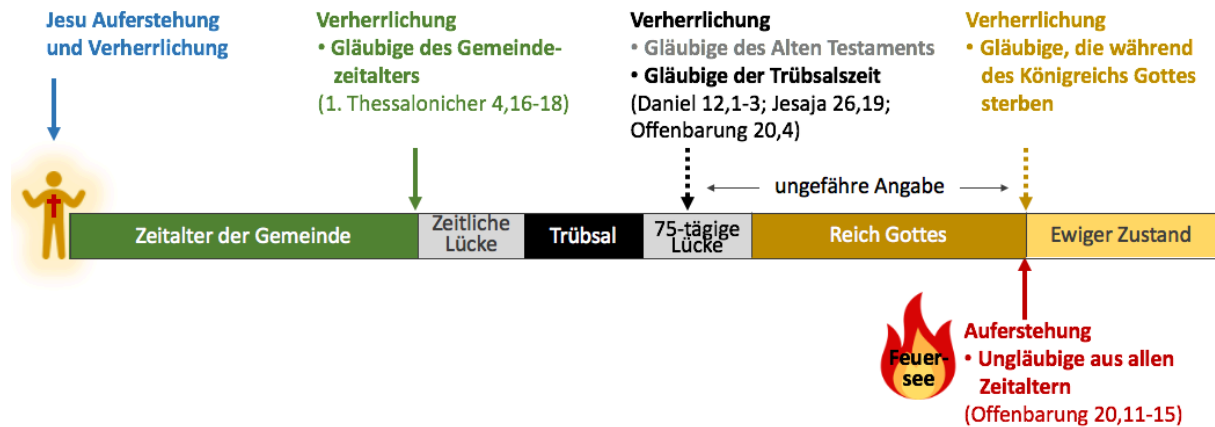 Jesu Auferstehung
und Verherrlichung
Verherrlichung
• Gläubige des Gemeinde-
zeitalters
(1. Thessalonicher 4,16-18)
Verherrlichung
• Gläubige des Alten Testaments
• Gläubige der Trübsalszeit
(Daniel 12,1-3; Jesaja 26,19;
Offenbarung 20,4)
Verherrlichung
• Gläubige, die während
des Königreichs Gottes
sterben
ungefähre Angabe
Zeitalter der Gemeinde
Zeitliche
Lücke
Trübsal
75-tägige
Lücke
Reich Gottes
Ewiger Zustand
Feuer-
see
Auferstehung
• Ungläubige aus allen
Zeitaltern
(Offenbarung 20,11-15)